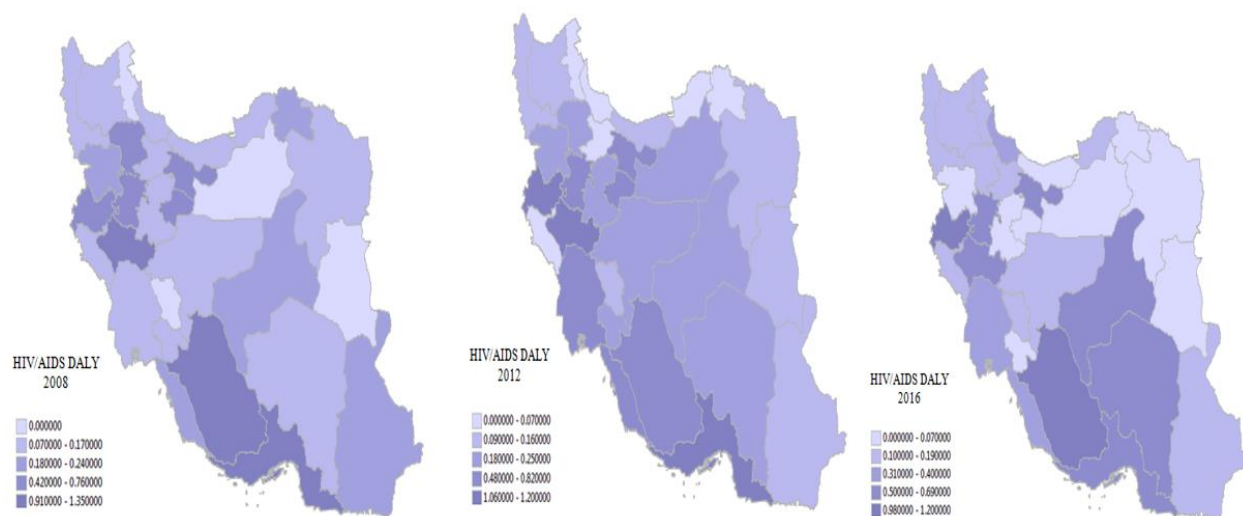 HIV/AIDS DALY
2008
0.000000
0.070000 - 0.170000
0.180000 - 0.240000
0.420000 - 0.760000
0.910000 - 1.350000
HIV/AIDS DALY
2012
0.000000 - 0.070000
0.090000 - 0.160000
0.180000 - 0.250000
0.480000 - 0.820000
1.060000 - 1.200000
HIV/AIDS DALY
2016
0.000000 - 0.070000
0.100000 - 0.190000
0.310000 - 0.400000
0.500000 - 0.690000
0.980000 - 1.200000